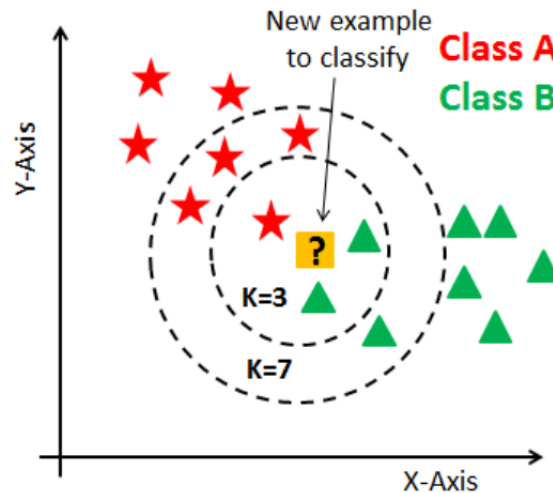 New example
to classify
Class A
Class B
Y-Axis
?
K=3
K=7
X-Axis